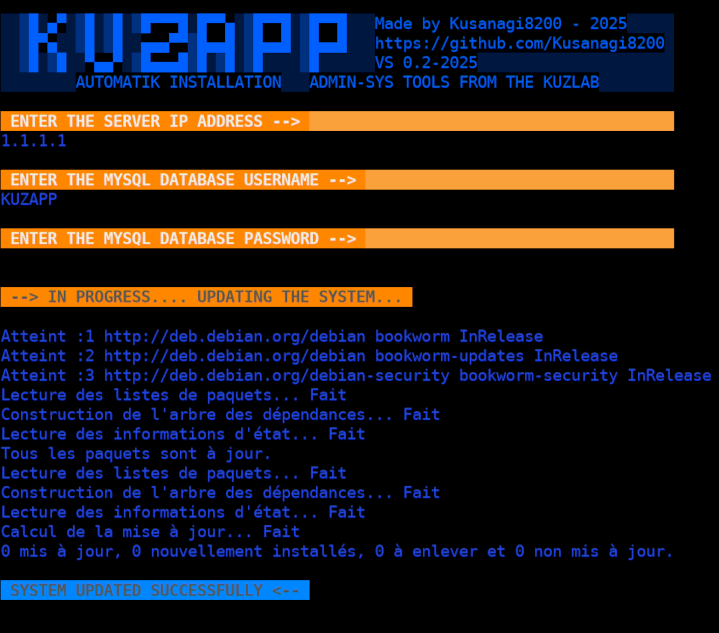 KUZAPP
Made by Kusanagi8200 - 2025
https://github.com/Kusanagi8200
VS 0.2-2025
AUTOMATIK INSTALLATION   ADMIN-SYS TOOLS FROM THE KUZLAB
ENTER THE SERVER IP ADDRESS -->
1.1.1.1
ENTER THE MYSQL DATABASE USERNAME -->
KUZAPP
ENTER THE MYSQL DATABASE PASSWORD -->
--> IN PROGRESS.... UPDATING THE SYSTEM...
Atteint :1 http://deb.debian.org/debian bookworm InRelease
Atteint :2 http://deb.debian.org/debian bookworm-updates InRelease
Atteint :3 http://deb.debian.org/debian-security bookworm-security InRelease
Lecture des listes de paquets... Fait
Construction de l'arbre des dépendances... Fait
Lecture des informations d'état... Fait
Tous les paquets sont à jour.
Lecture des listes de paquets... Fait
Construction de l'arbre des dépendances... Fait
Lecture des informations d'état... Fait
Calcul de la mise à jour... Fait
0 mis à jour, 0 nouvellement installés, 0 à enlever et 0 non mis à jour.
SYSTEM UPDATED SUCCESSFULLY <--